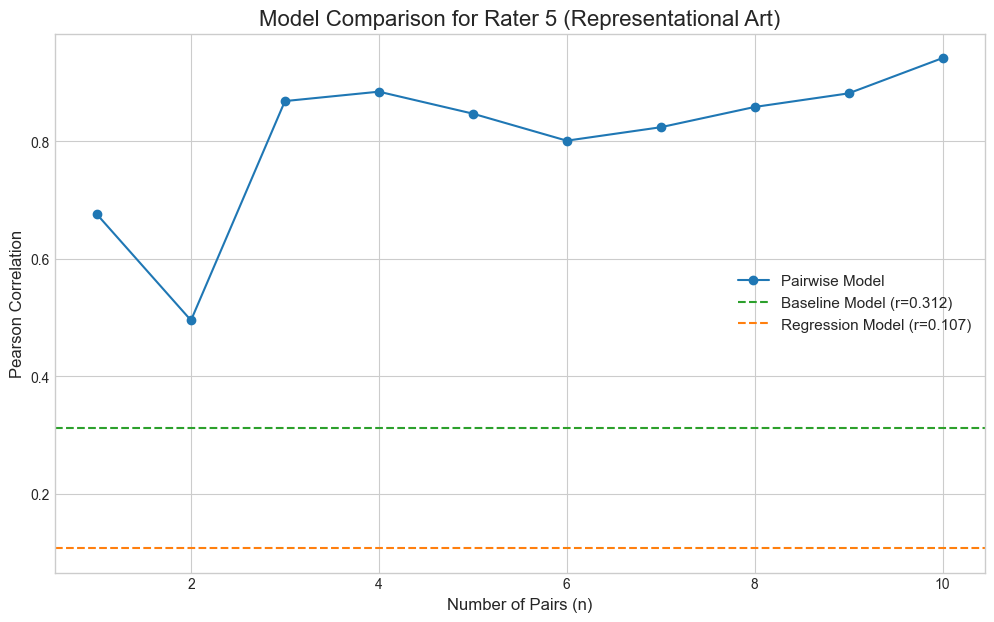 Model Comparison for Rater 5 (Representational Art)
Pearson Correlation
0.8
0.6
0.4
0.2
Pairwise Model
Baseline Model (r=0.312)
Regression Model (r=0.107)
2 4 6 8 10
Number of Pairs (n)